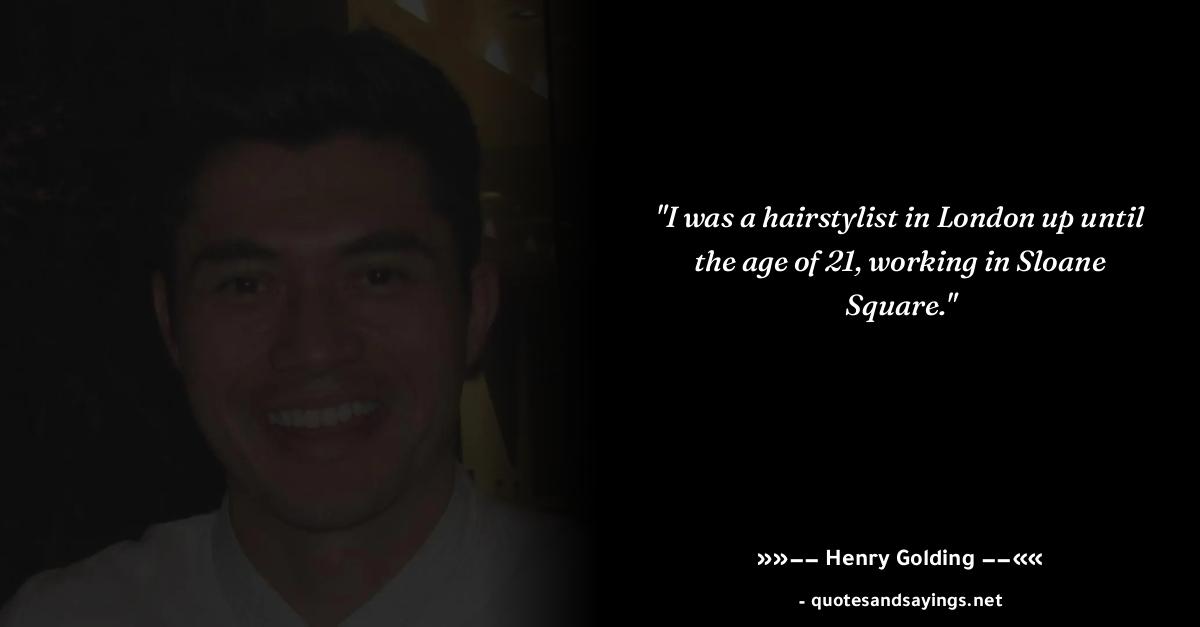 "I was a hairstylist in London up until
the age of 21, working in Sloane
Square."
»»−− Henry Golding −−««
- quotesandsayings.net